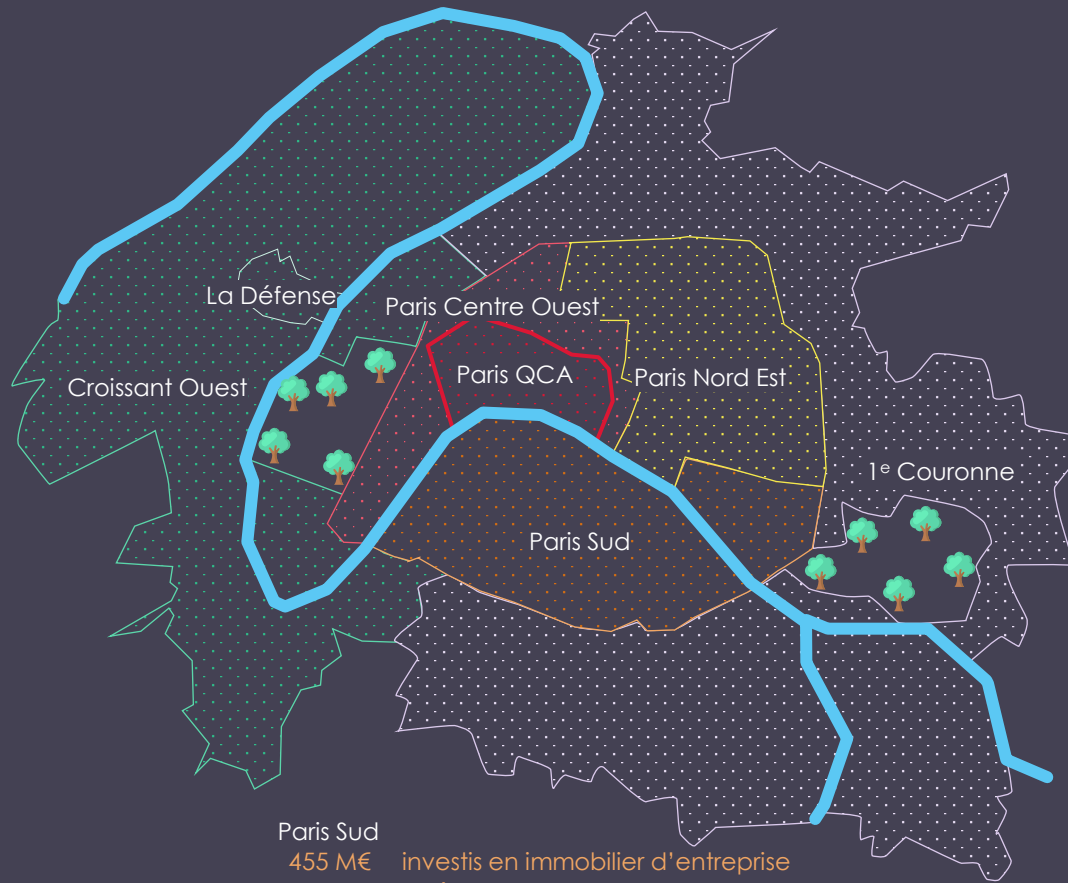 La Défense
Paris Centre Ouest
Croissant Ouest
Paris QCA
Paris Nord Est
1e Couronne
Paris Sud
Paris Sud
455 M€ investis en immobilier d'entreprise